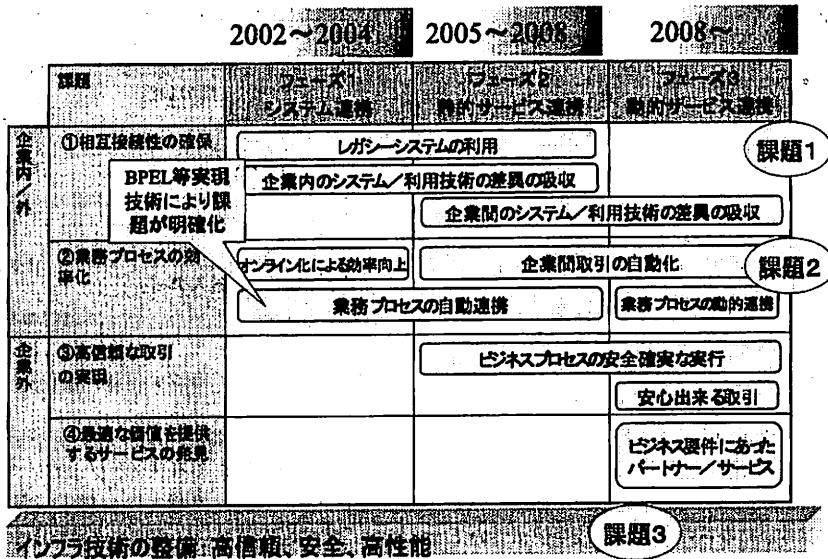 2002～2004 2005～2008 2008～
課題 フェーズ1 フェーズ2 フェーズ3
システム連携 静的サービス連携 動的サービス連携
企業内／外
①相互接続性の確保
レガシーシステムの利用
課題1
企業内のシステム／利用技術の差異の吸収
企業間のシステム／利用技術の差異の吸収
BPEL等実現
技術により課
題が明確化
②業務プロセスの効
率化
オンライン化による効率向上
企業間取引の自動化
課題2
業務プロセスの自動連携
業務プロセスの動的連携
企業外
③高信頼な取引
の実現
ビジネスプロセスの安全確実な実行
安心出来る取引
④最適な価値を提供
するサービスの発見
ビジネス要件にあった
パートナー／サービス
インフラ技術の整備:高信頼、安全、高性能
課題3